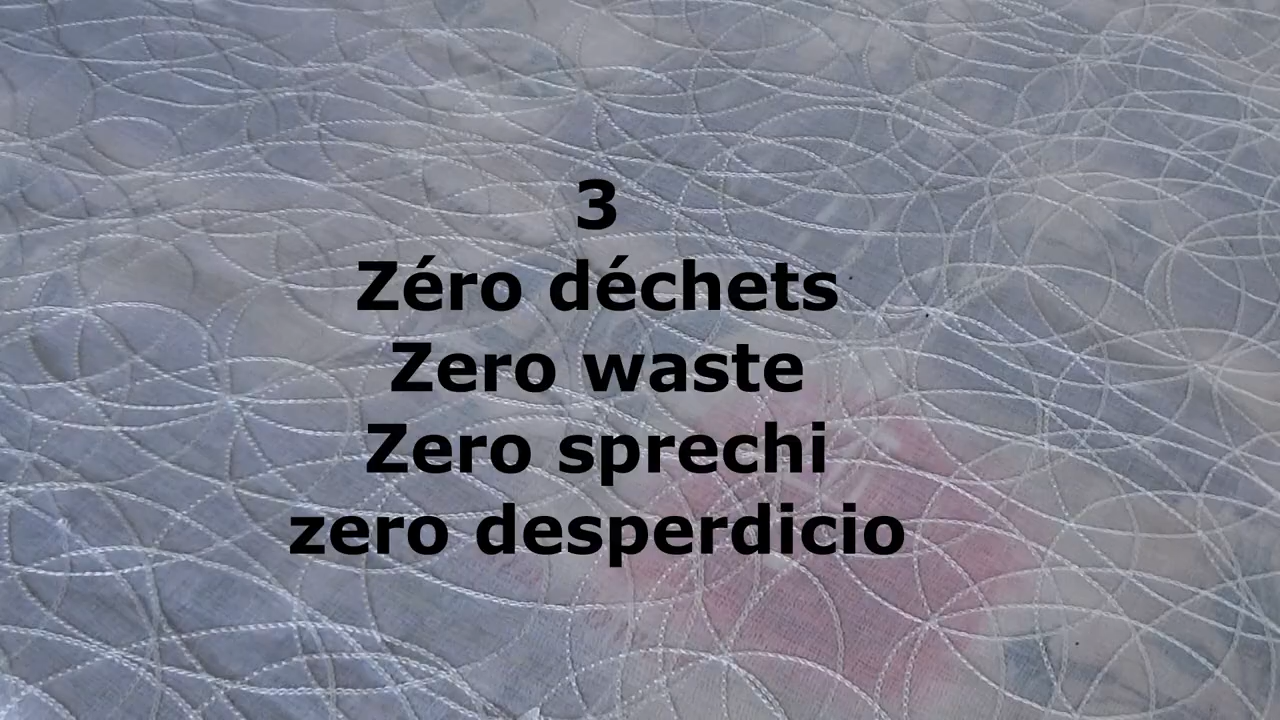 3
Zéro déchets
Zero waste
Zero sprechi
zero desperdicio